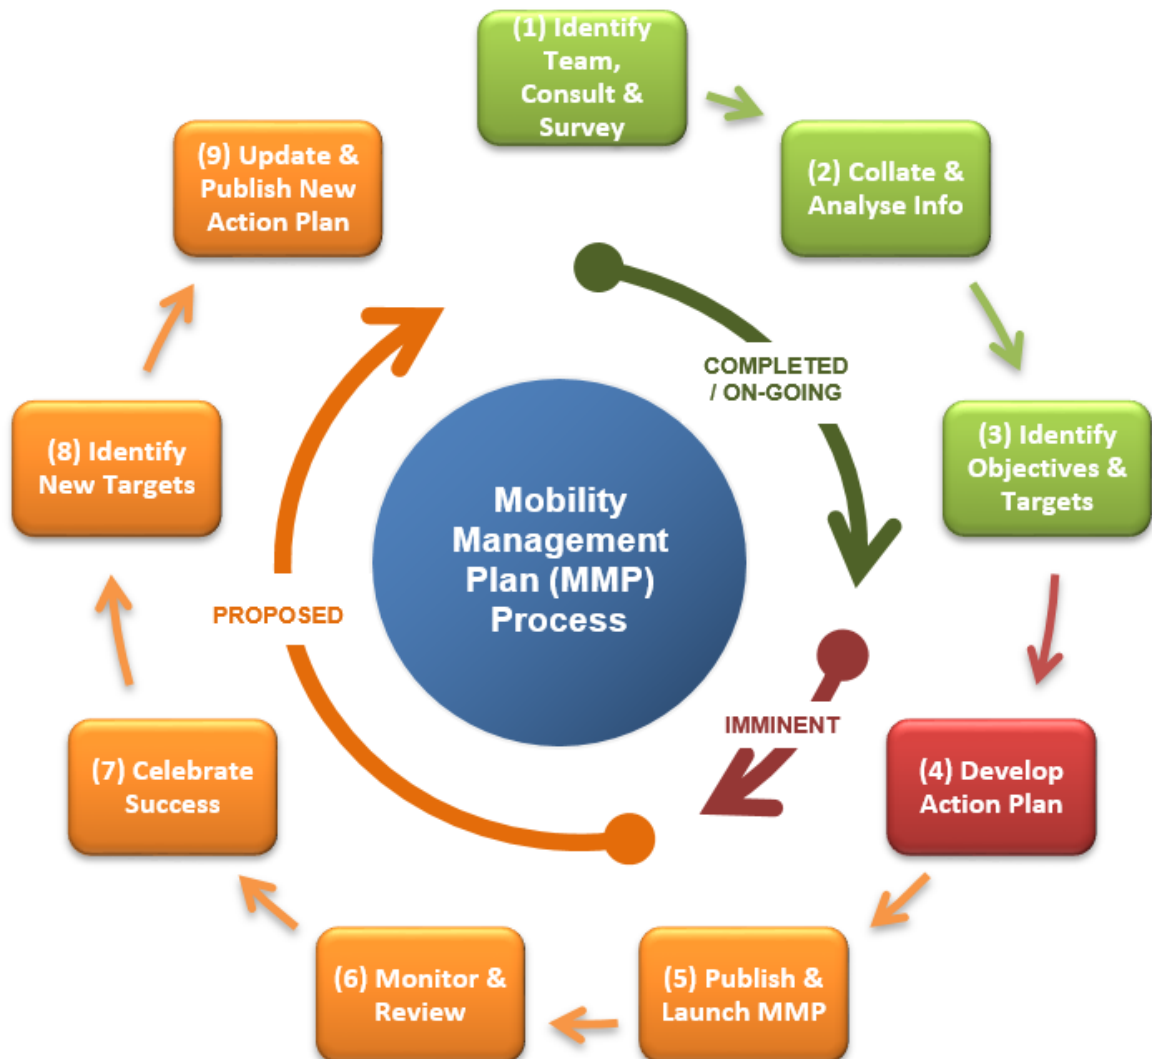 (1) Identify
Team,
Consult &
Survey
(2) Collate &
Analyse Info
(3) Identify
Objectives &
Targets
(4) Develop
Action Plan
(5) Publish &
Launch MMP
(6) Monitor &
Review
(7) Celebrate
Success
(8) Identify
New Targets
(9) Update &
Publish New
Action Plan
COMPLETED
/ ON-GOING
IMMINENT
PROPOSED
Mobility
Management
Plan (MMP)
Process